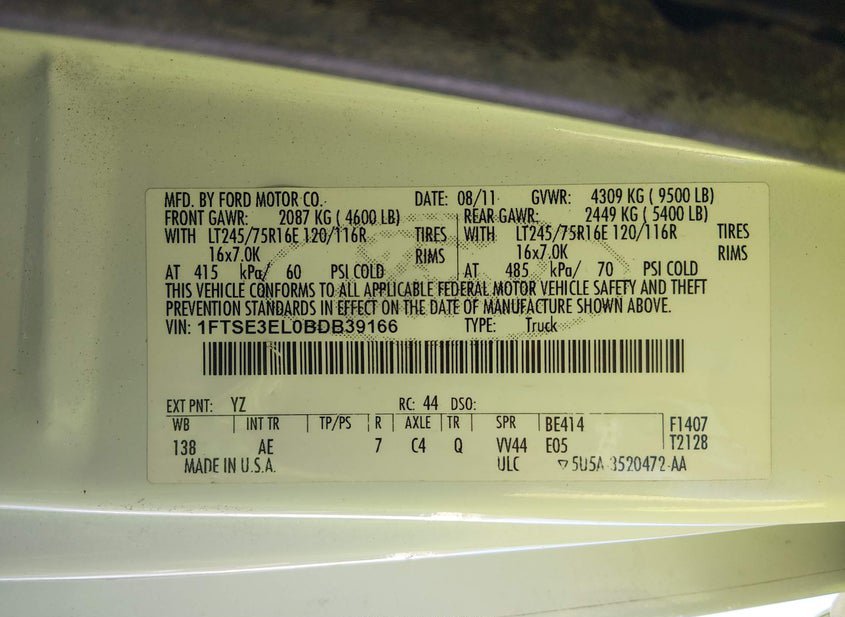 MFD. BY FORD MOTOR CO. DATE: 08/11 GVWR: 4309 KG ( 9500 LB)
FRONT GAWR: 2087 KG ( 4600 LB) REAR GAWR: 2449 KG ( 5400 LB)
WITH LT245/75R16E 120/116R TIRES WITH LT245/75R16E 120/116R TIRES
16x7.0K RIMS 16x7.0K RIMS
AT 415 kPa/ 60 PSI COLD AT 485 kPa/ 70 PSI COLD
THIS VEHICLE CONFORMS TO ALL APPLICABLE FEDERAL MOTOR VEHICLE SAFETY AND THEFT
PREVENTION STANDARDS IN EFFECT ON THE DATE OF MANUFACTURE SHOWN ABOVE.
VIN: 1FTSE3EL0BDB39166 TYPE: Truck
EXT PNT: YZ RC: 44 DSO:
WB INT TR TP/PS R AXLE TR SPR BE414 F1407
138 AE 7 C4 Q VV44 E05 T2128
MADE IN U.S.A. ULC ▽5U5A 3520472-AA